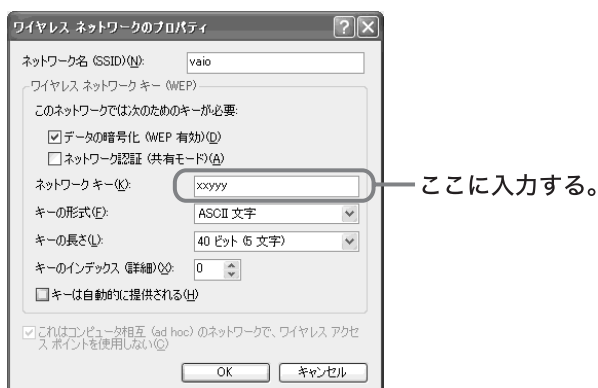 ワイヤレス ネットワークのプロパティ
ネットワーク名 (SSID)(N):
vaio
ワイヤレス ネットワーク キー (WEP)
このネットワークでは次のためのキーが必要:
データの暗号化 (WEP 有効)(D)
ネットワーク認証 (共有モード)(A)
ネットワーク キー(K):
xxyyy
ここに入力する。
キーの形式(F):
ASCII 文字
キーの長さ(L):
40 ビット (5 文字)
キーのインデックス (詳細)(X):
0
キーは自動的に提供される(H)
これはコンピュータ相互 (ad hoc) のネットワークで、ワイヤレス アクセ
ス ポイントを使用しない(C)
OK
キャンセル